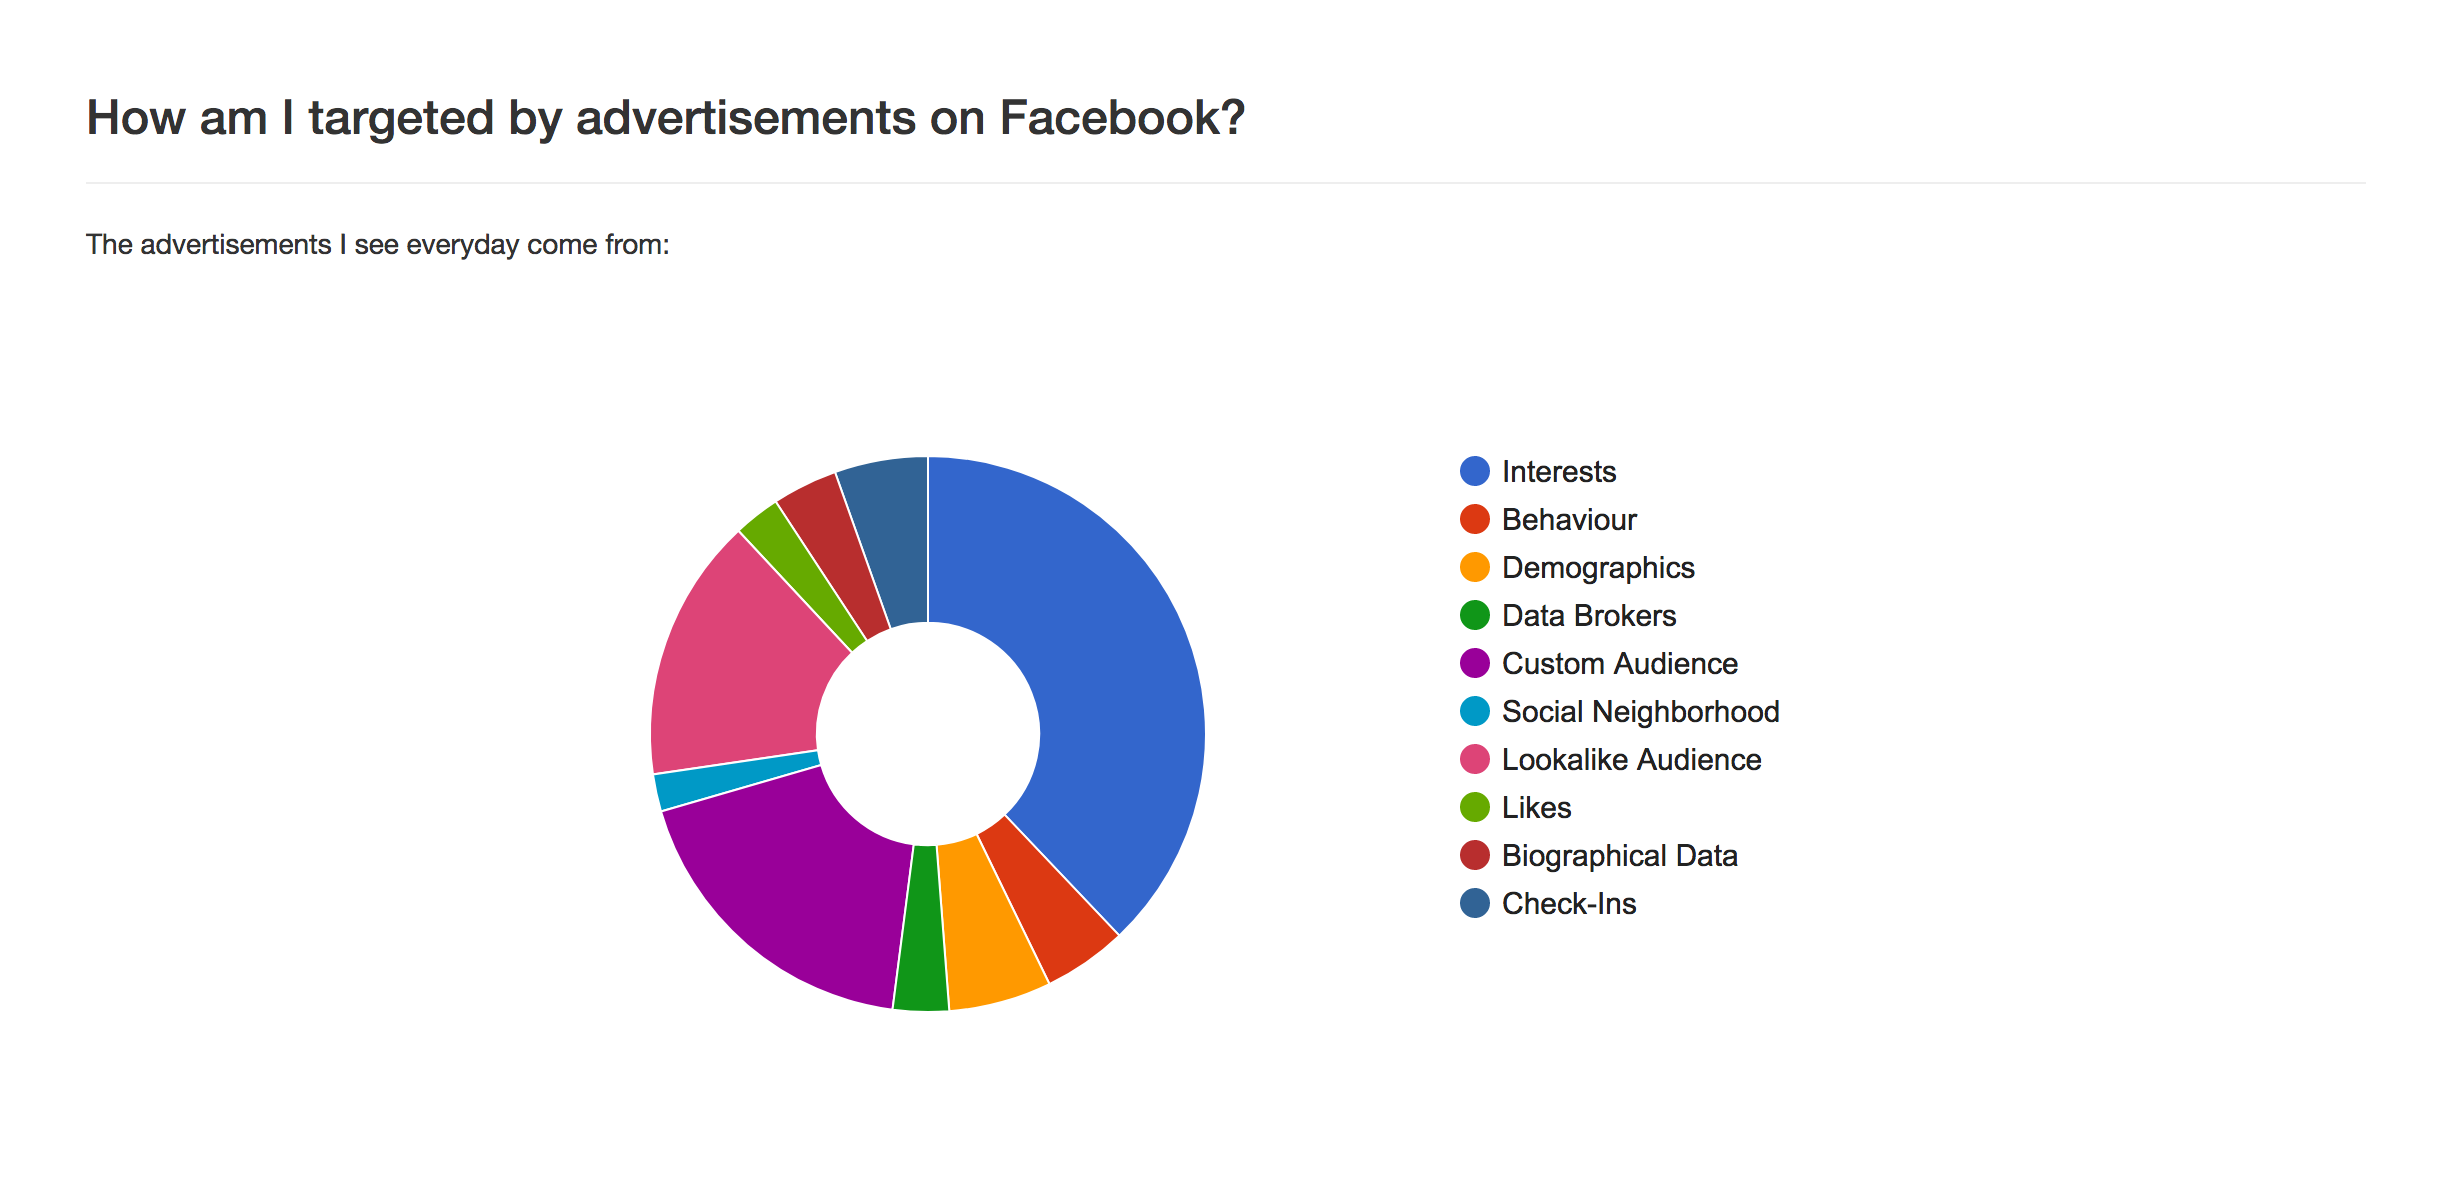 How am I targeted by advertisements on Facebook?
The advertisements I see everyday come from:
Interests
Behaviour
Demographics
Data Brokers
Custom Audience
Social Neighborhood
Lookalike Audience
Likes
Biographical Data
Check-Ins